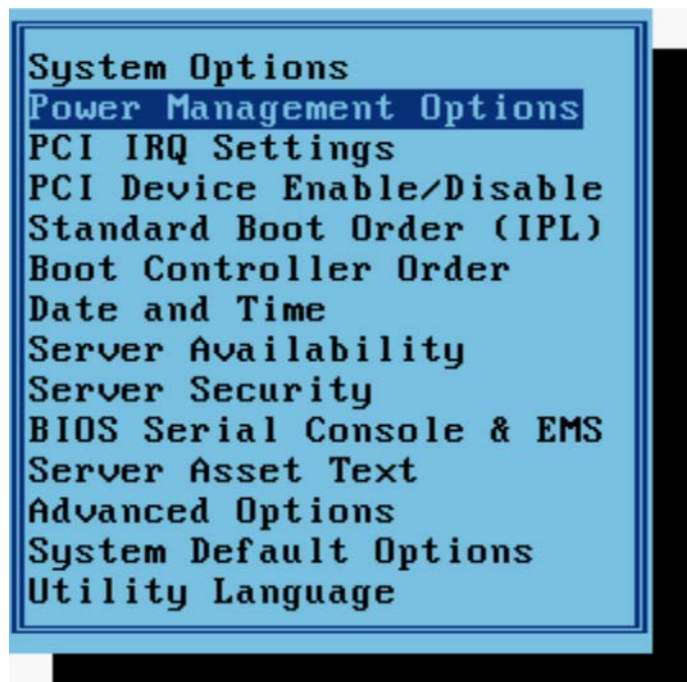 System Options
Power Management Options
PCI IRQ Settings
PCI Device Enable/Disable
Standard Boot Order (IPL)
Boot Controller Order
Date and Time
Server Availability
Server Security
BIOS Serial Console & EMS
Server Asset Text
Advanced Options
System Default Options
Utility Language